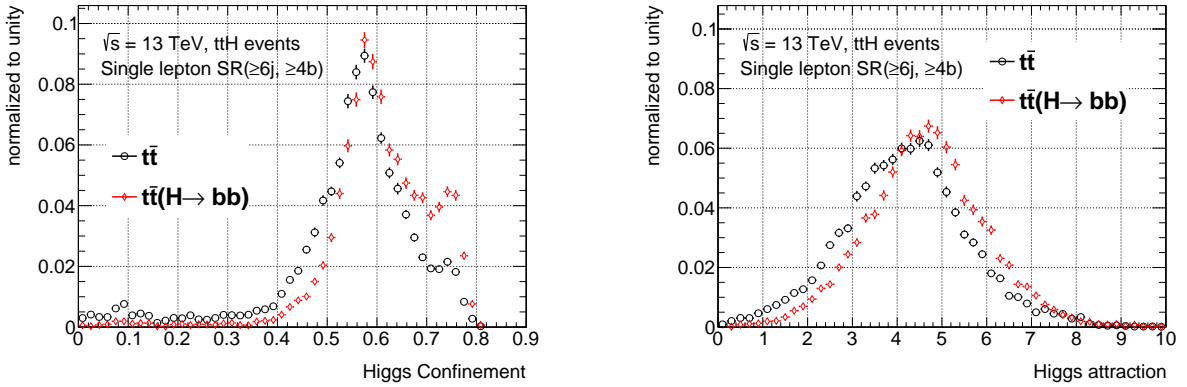 normalized to unity
0.1
0.08
0.06
0.04
0.02
0
√s = 13 TeV, ttH events
Single lepton SR(≥6j, ≥4b)
tt̄
tt̄(H→ bb)
0 0.1 0.2 0.3 0.4 0.5 0.6 0.7 0.8 0.9
Higgs Confinement
normalized to unity
0.1
0.08
0.06
0.04
0.02
0
√s = 13 TeV, ttH events
Single lepton SR(≥6j, ≥4b)
tt̄
tt̄(H→ bb)
0 1 2 3 4 5 6 7 8 9 10
Higgs attraction